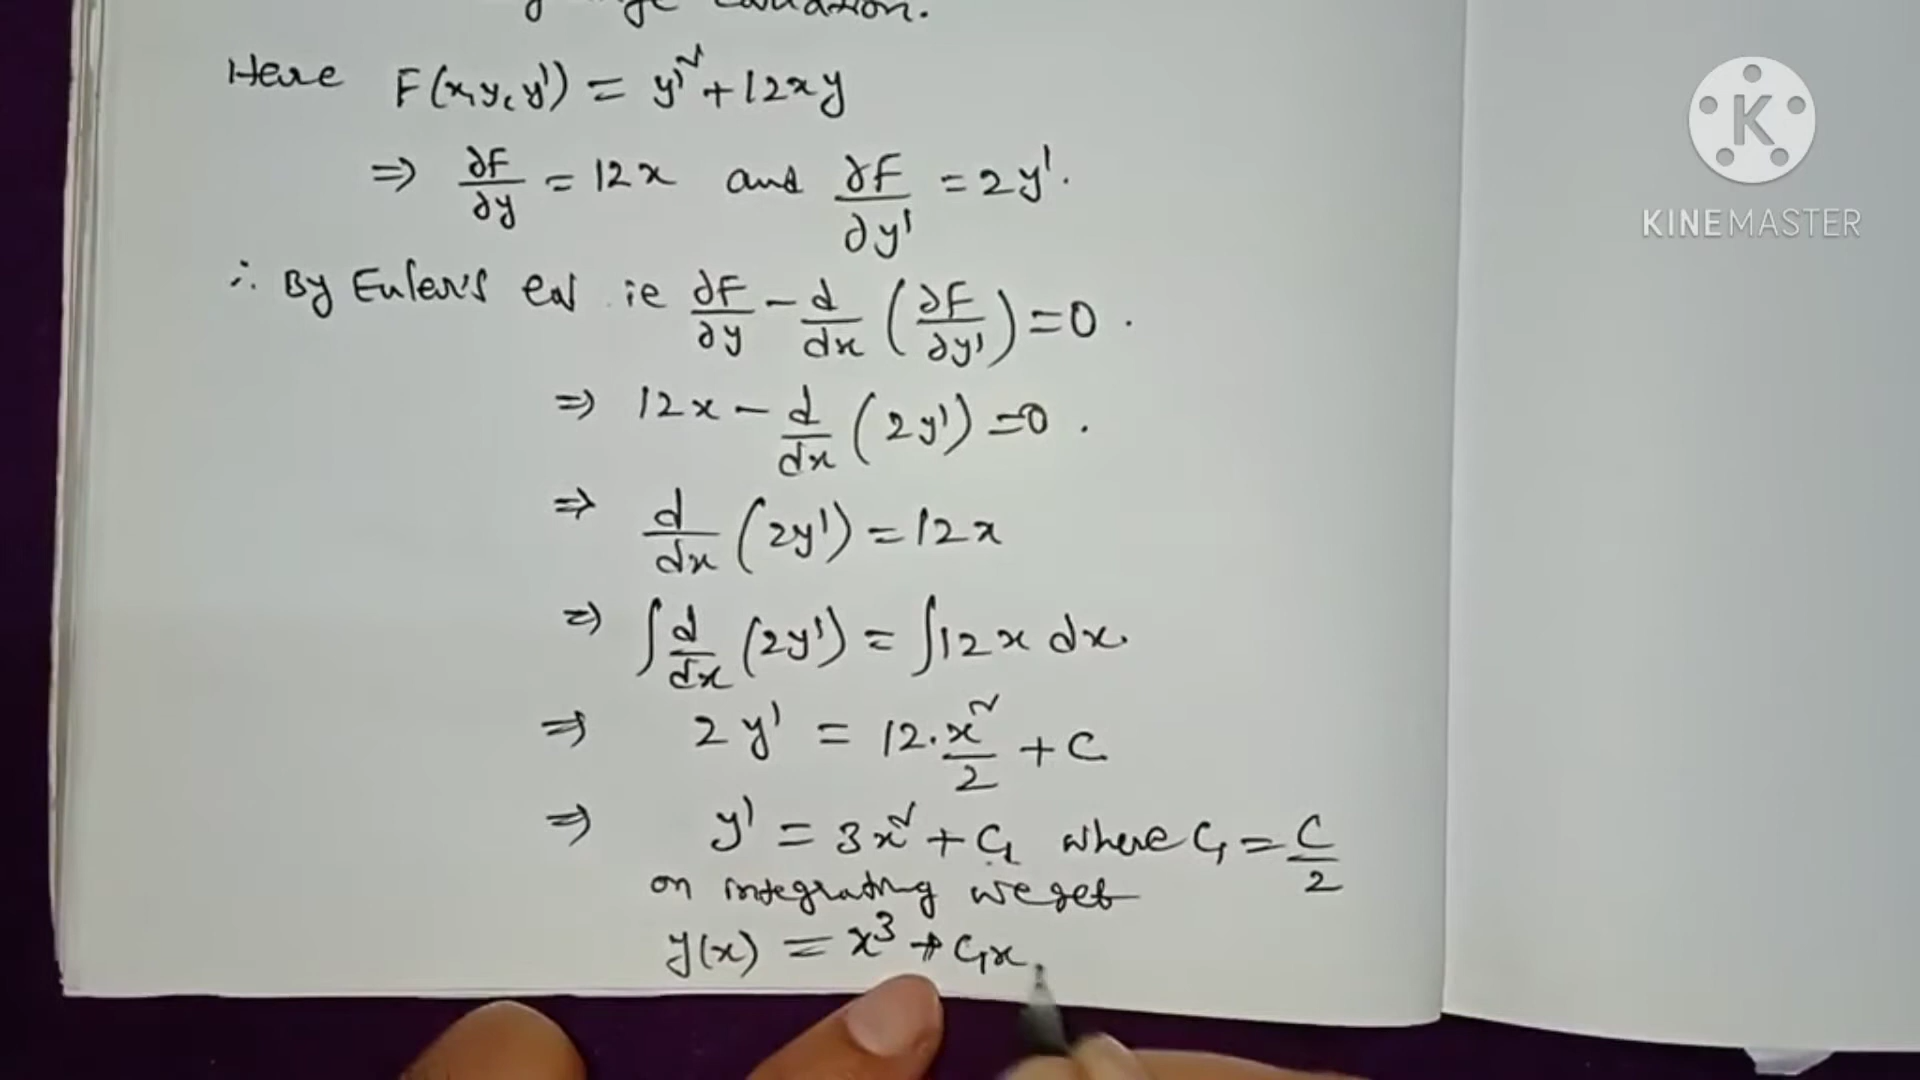 equation.
Here F(x, y, y') = y'² + 12xy
⇒ ∂F/∂y = 12x and ∂F/∂y' = 2y'.
∴ By Euler's eq ie ∂F/∂y - d/dx (∂F/∂y') = 0.
⇒ 12x - d/dx (2y') = 0.
⇒ d/dx (2y') = 12x
⇒ ∫ d/dx (2y') = ∫ 12x dx.
⇒ 2y' = 12.x²/2 + C
⇒ y' = 3x² + C₁ where C₁ = C/2
on integrating we get
y(x) = x³ + C₁x
K
KINEMASTER